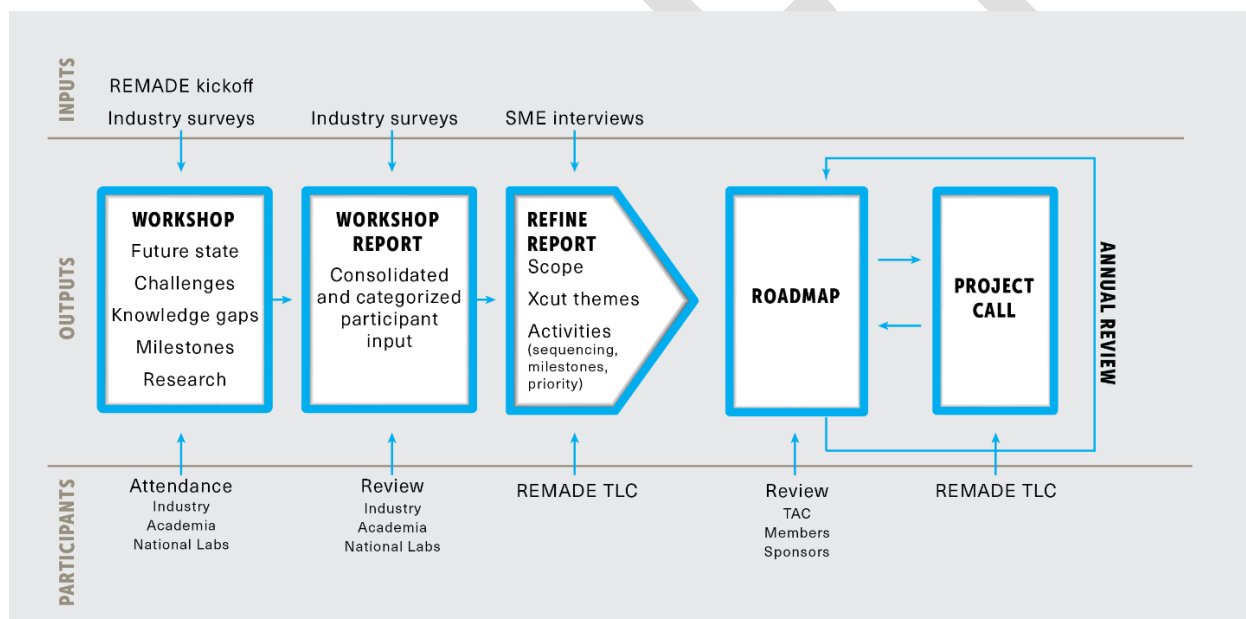 INPUTS
REMADE kickoff
Industry surveys
Industry surveys
SME interviews
OUTPUTS
WORKSHOP
Future state
Challenges
Knowledge gaps
Milestones
Research
WORKSHOP
REPORT
Consolidated
and categorized
participant
input
REFINE
REPORT
Scope
Xcut themes
Activities
(sequencing,
milestones,
priority)
ROADMAP
PROJECT
CALL
ANNUAL REVIEW
PARTICIPANTS
Attendance
Industry
Academia
National Labs
Review
Industry
Academia
National Labs
REMADE TLC
Review
TAC
Members
Sponsors
REMADE TLC